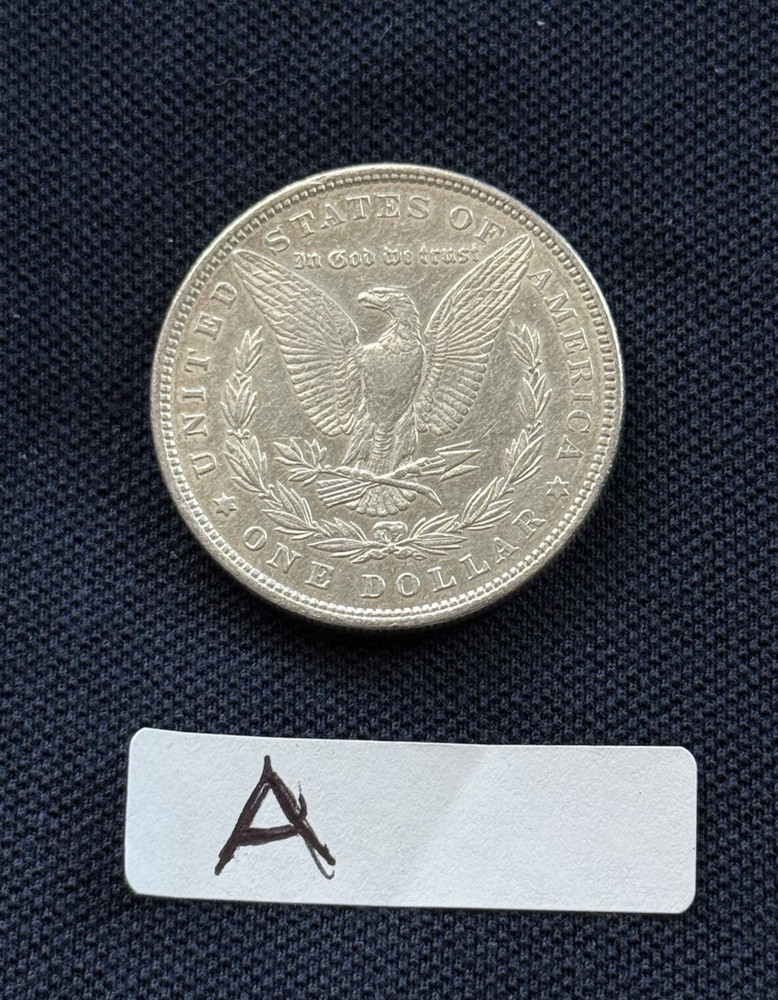 UNITED STATES OF AMERICA
In God we trust
ONE DOLLAR
A